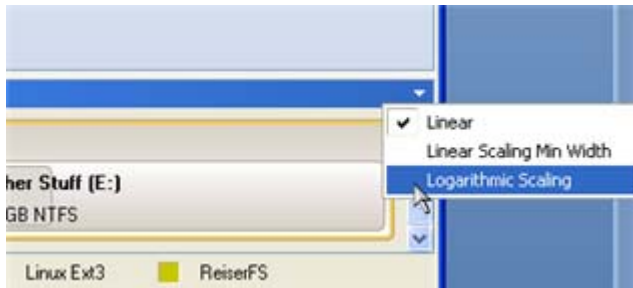 Linear
Linear Scaling Min Width
Logarithmic Scaling
her Stuff (E:)
GB NTFS
Linux Ext3 ReiserFS